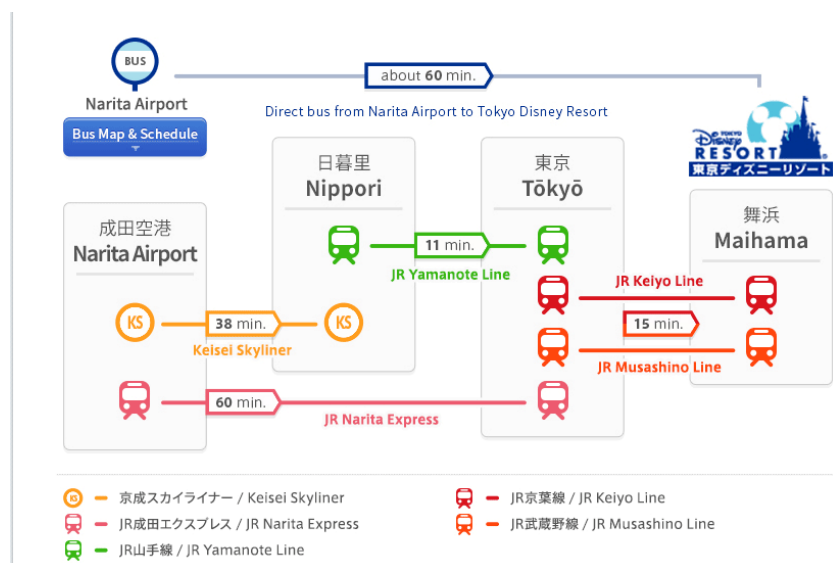 BUS
about 60 min.
Narita Airport
Direct bus from Narita Airport to Tokyo Disney Resort
Bus Map & Schedule
TOKYO
Disney
RESORT
東京ディズニーリゾート
日暮里
Nippori
東京
Tōkyō
舞浜
Maihama
成田空港
Narita Airport
11 min.
JR Yamanote Line
JR Keiyo Line
KS
38 min.
KS
15 min.
Keisei Skyliner
JR Musashino Line
60 min.
JR Narita Express
KS 京成スカイライナー / Keisei Skyliner
JR京葉線 / JR Keiyo Line
JR成田エクスプレス / JR Narita Express
JR武蔵野線 / JR Musashino Line
JR山手線 / JR Yamanote Line